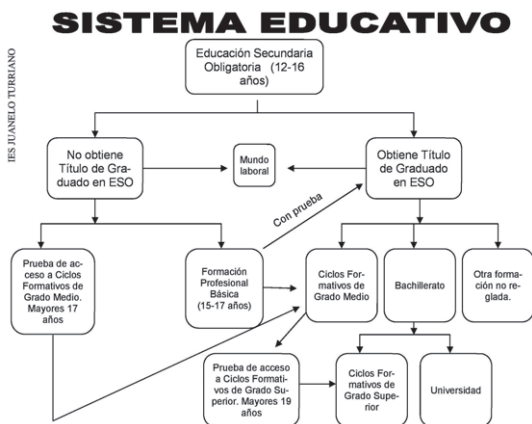 SISTEMA EDUCATIVO
IES JUANELO TURRIANO
Educación Secundaria
Obligatoria (12-16
años)
No obtiene
Título de Gra-
duado en ESO
Mundo
laboral
Obtiene Título
de Graduado
en ESO
Con prueba
Prueba de ac-
ceso a Ciclos
Formativos de
Grado Medio.
Mayores 17
años
Formación
Profesional
Básica
(15-17 años)
Ciclos For-
mativos de
Grado Medio
Bachillerato
Otra forma-
ción no re-
glada.
Prueba de acceso
a Ciclos Formati-
vos de Grado Su-
perior. Mayores 19
años
Ciclos For-
mativos de
Grado Supe-
rior
Universidad